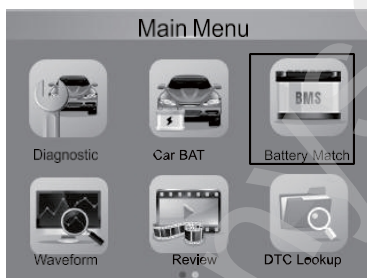 Main Menu
BMS
Diagnostic Car BAT Battery Match
Waveform Review DTC Lookup